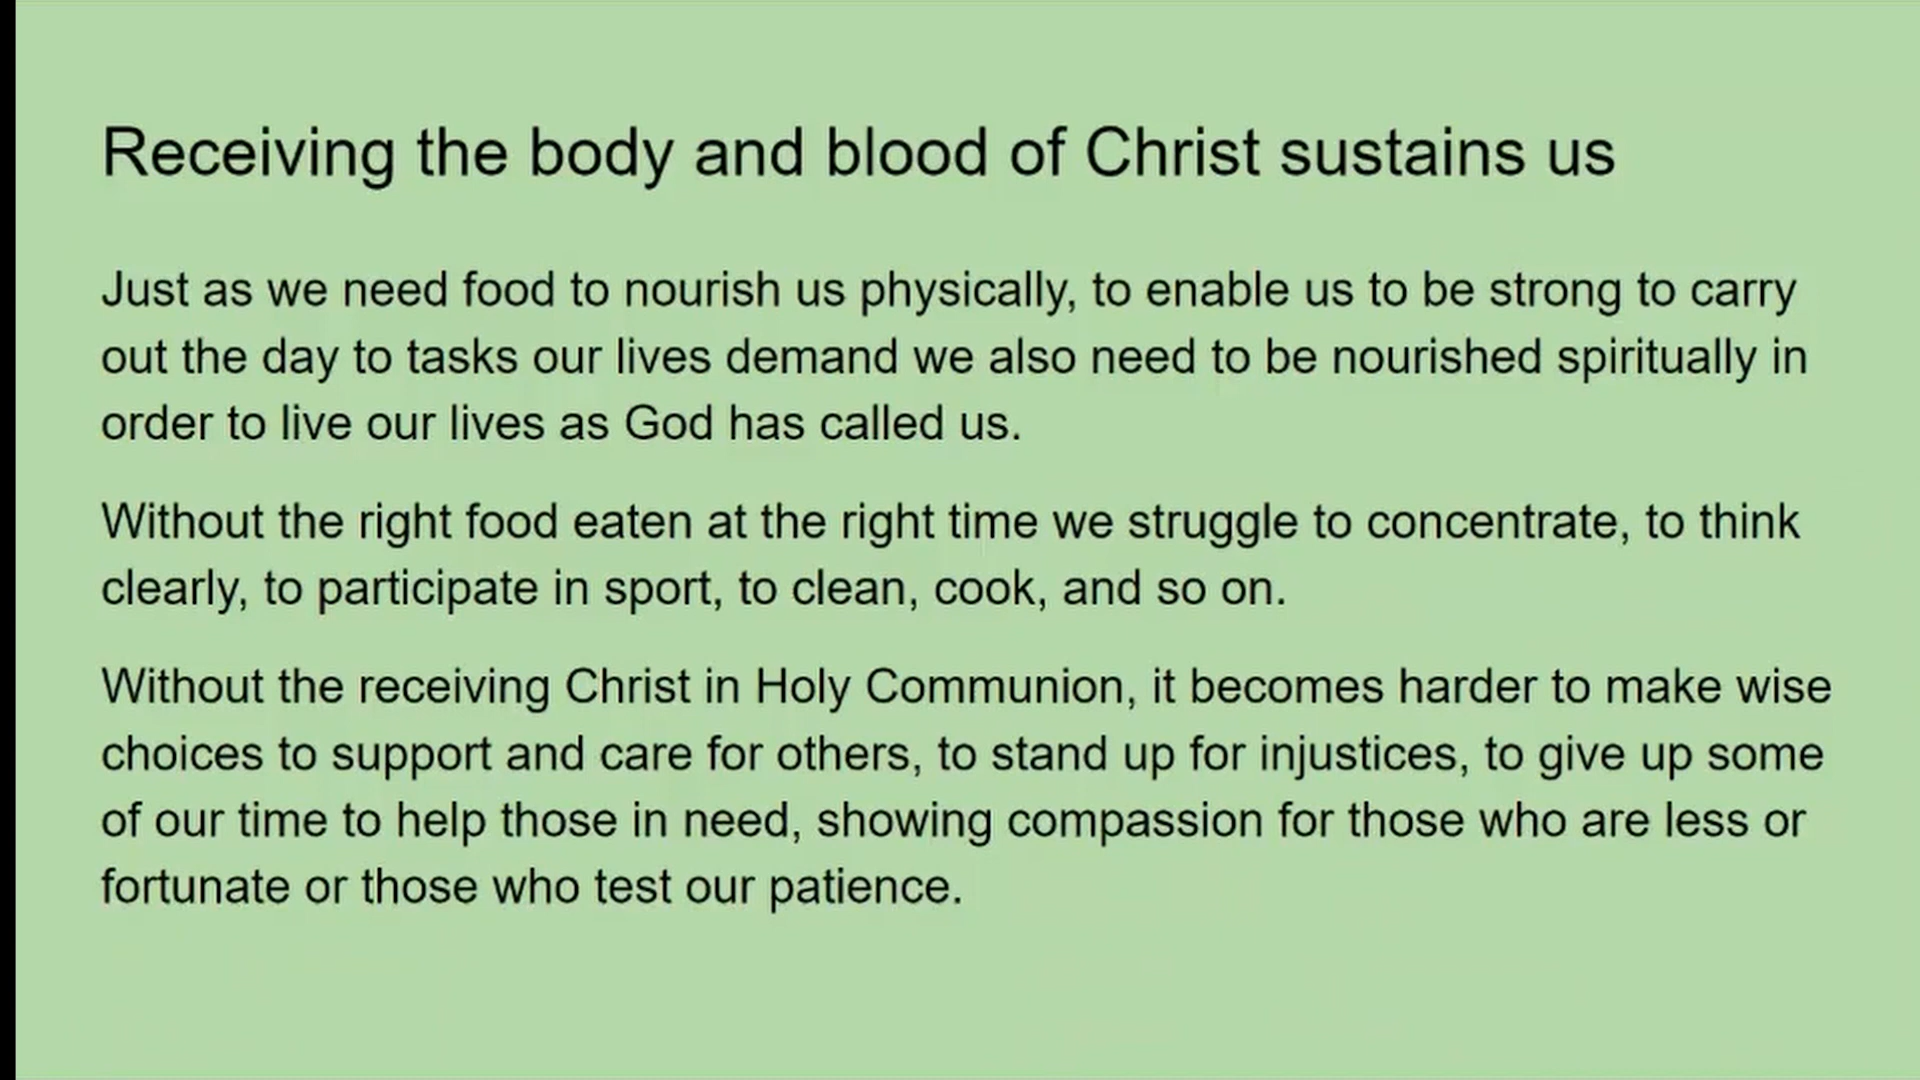 Receiving the body and blood of Christ sustains us
Just as we need food to nourish us physically, to enable us to be strong to carry
out the day to tasks our lives demand we also need to be nourished spiritually in
order to live our lives as God has called us.
Without the right food eaten at the right time we struggle to concentrate, to think
clearly, to participate in sport, to clean, cook, and so on.
Without the receiving Christ in Holy Communion, it becomes harder to make wise
choices to support and care for others, to stand up for injustices, to give up some
of our time to help those in need, showing compassion for those who are less or
fortunate or those who test our patience.